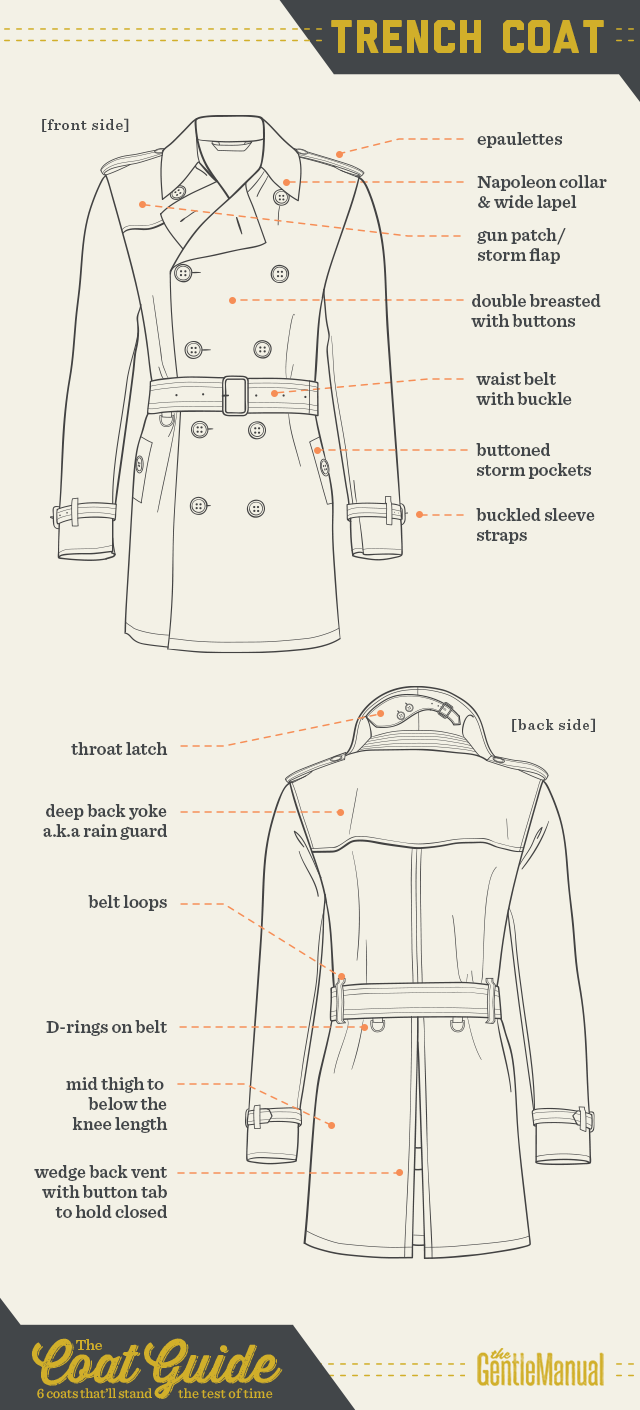 TRENCH COAT
[front side]
epaulettes
Napoleon collar
& wide lapel
gun patch/
storm flap
double breasted
with buttons
waist belt
with buckle
buttoned
storm pockets
buckled sleeve
straps
[back side]
throat latch
deep back yoke
a.k.a rain guard
belt loops
D-rings on belt
mid thigh to
below the
knee length
wedge back vent
with button tab
to hold closed
The
Coat Guide
6 coats that'll stand the test of time
the
GentleManual